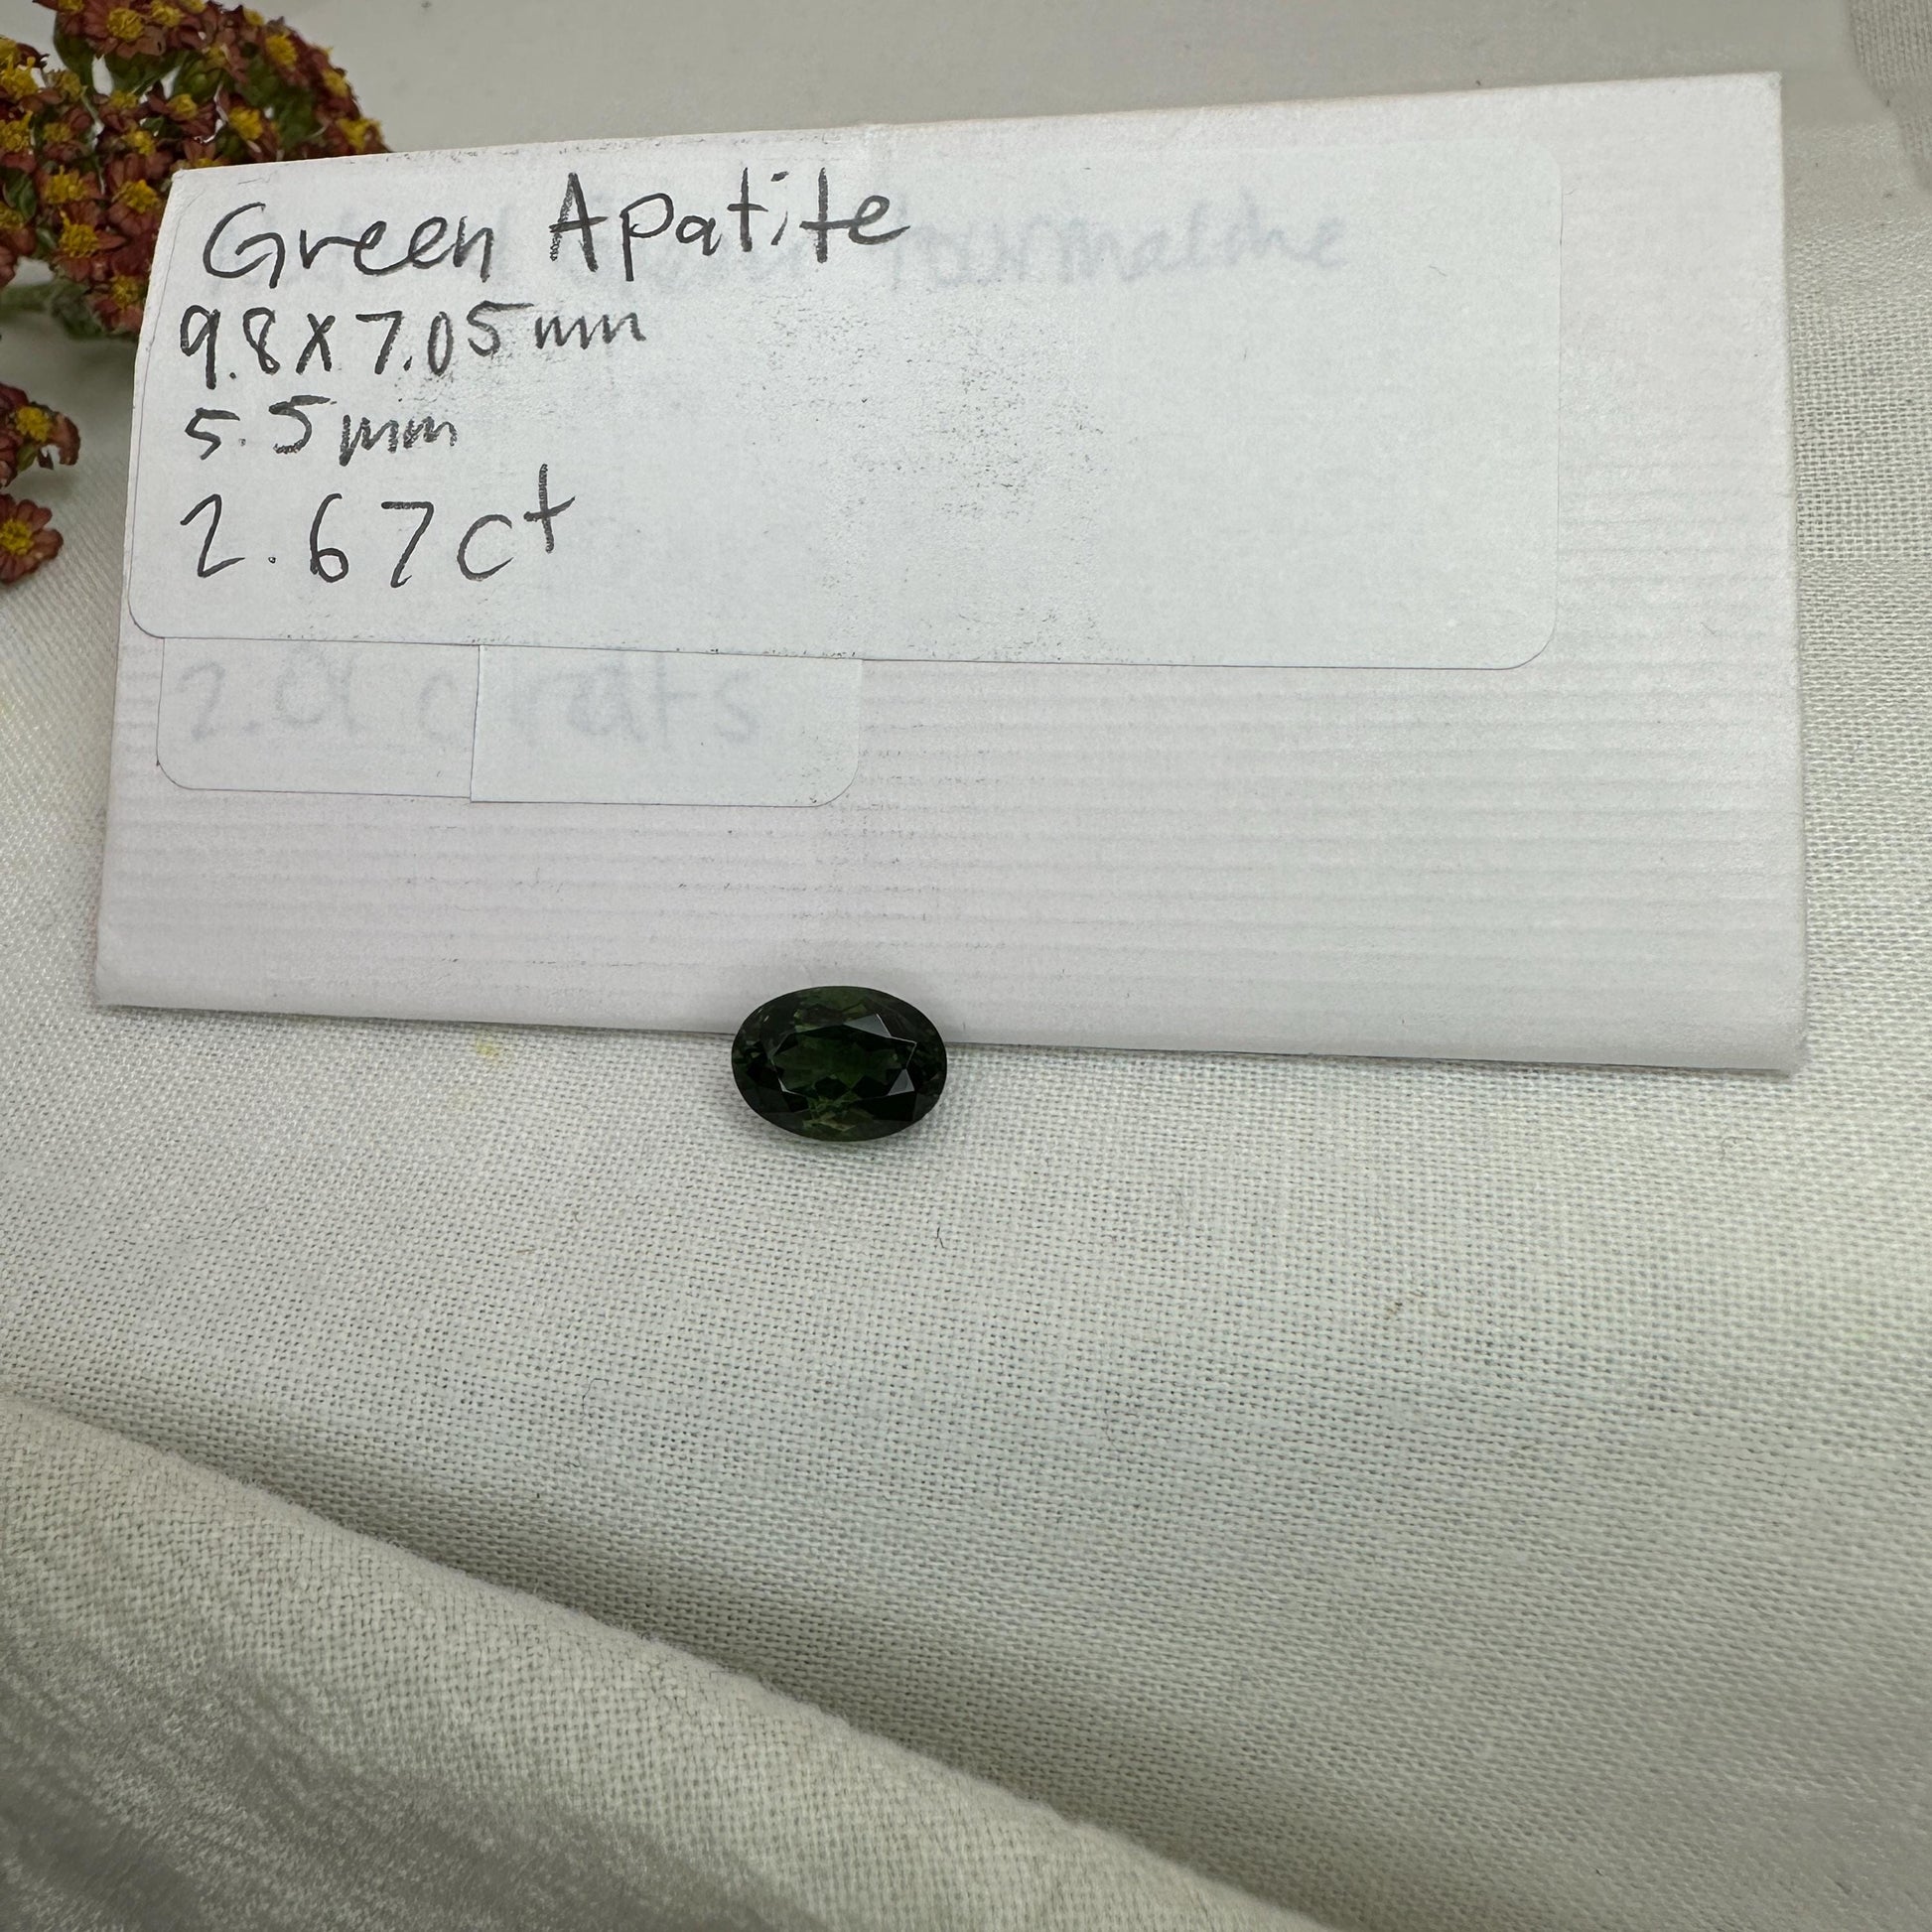 Green Apatite
9.8x7.05mm
5.5mm
2.67ct